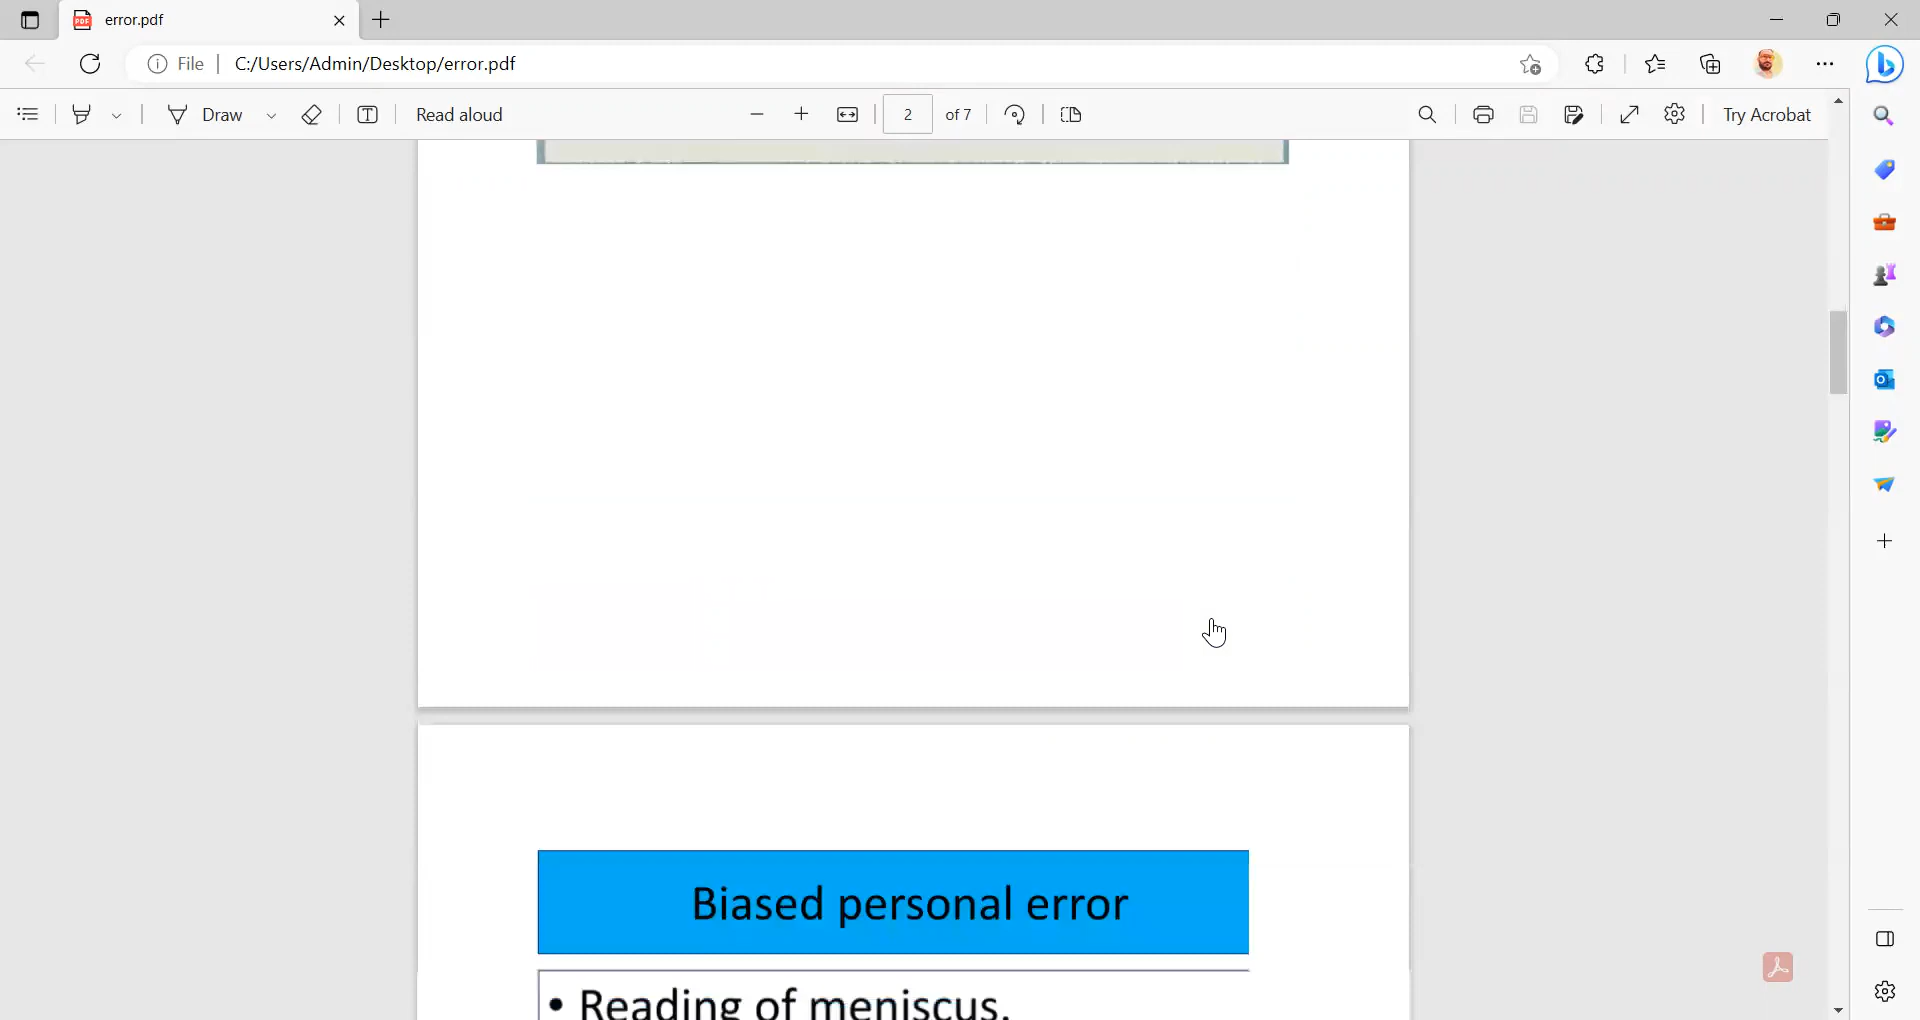 error.pdf
File
C:/Users/Admin/Desktop/error.pdf
Draw
Read aloud
2
of 7
Try Acrobat
Biased personal error
• Reading of meniscus.